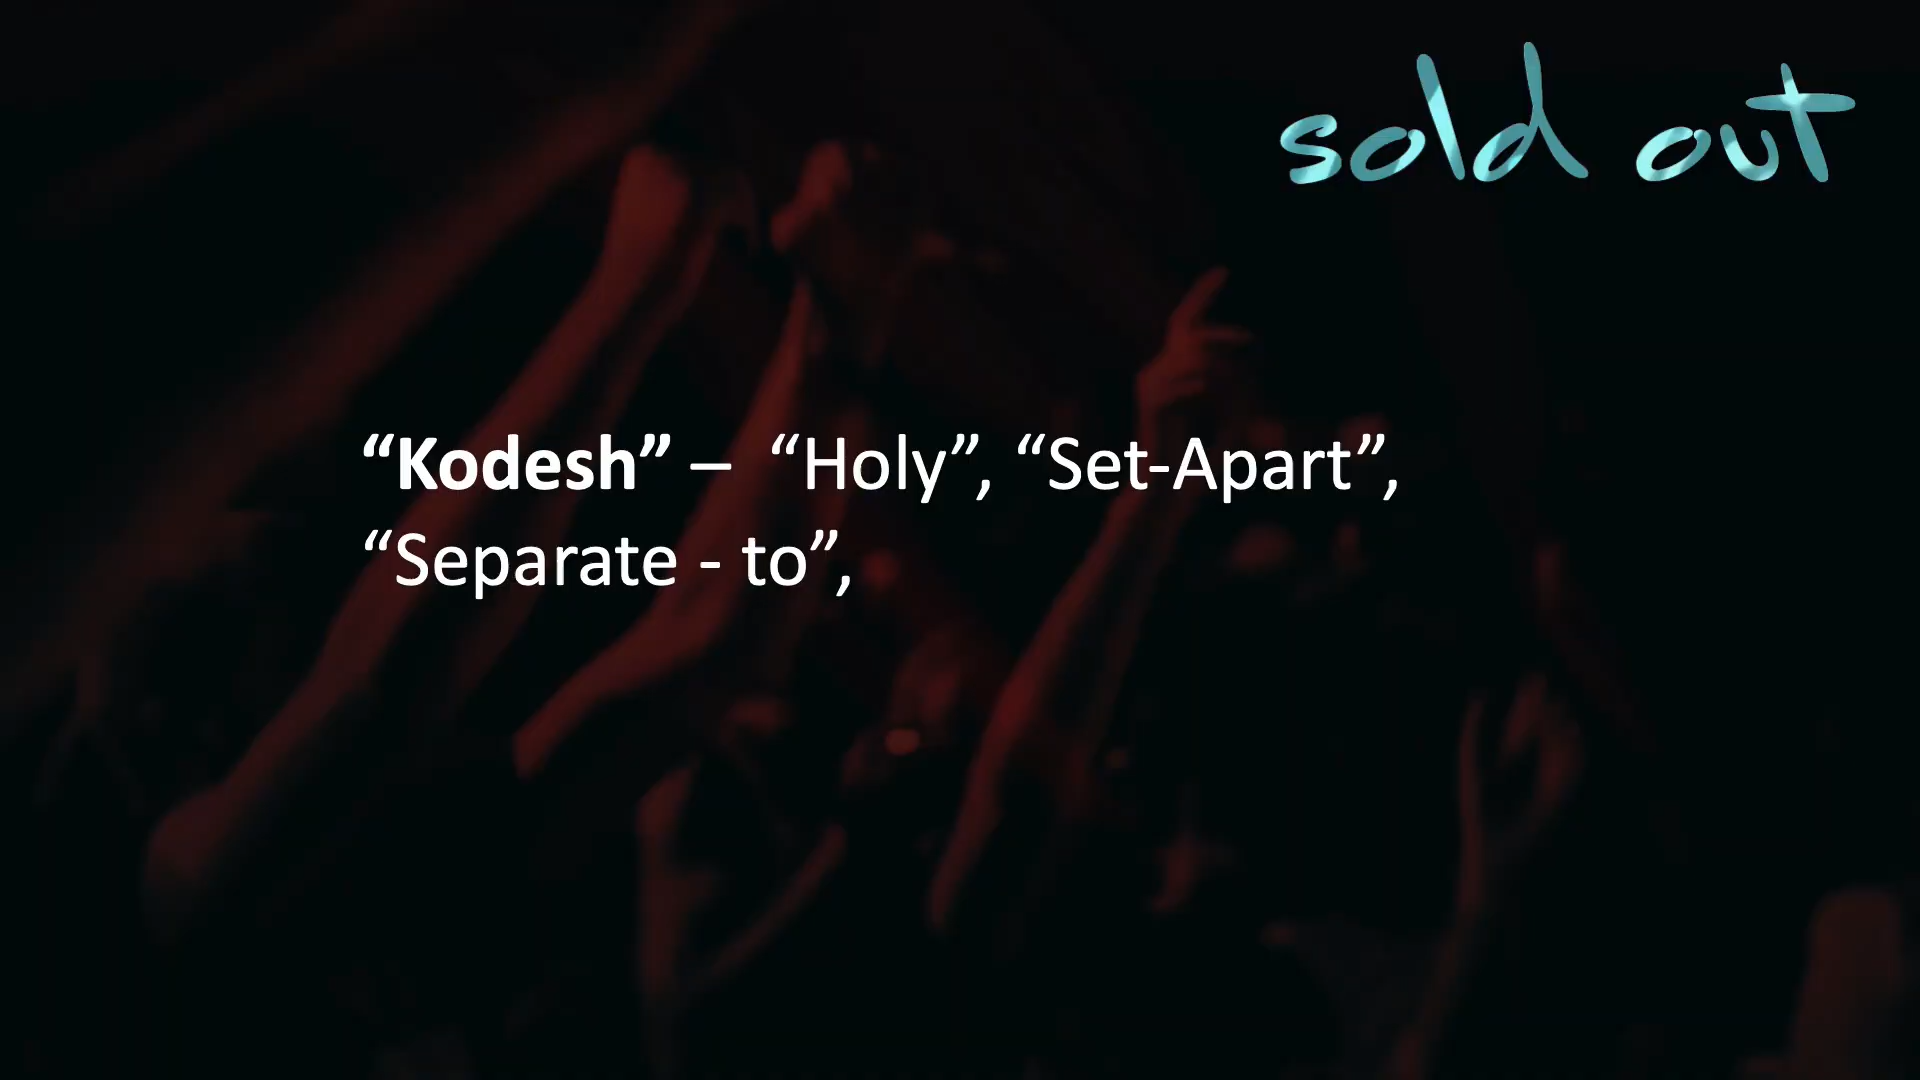 sold out
“Kodesh” –  “Holy”, “Set-Apart”,
“Separate - to”,